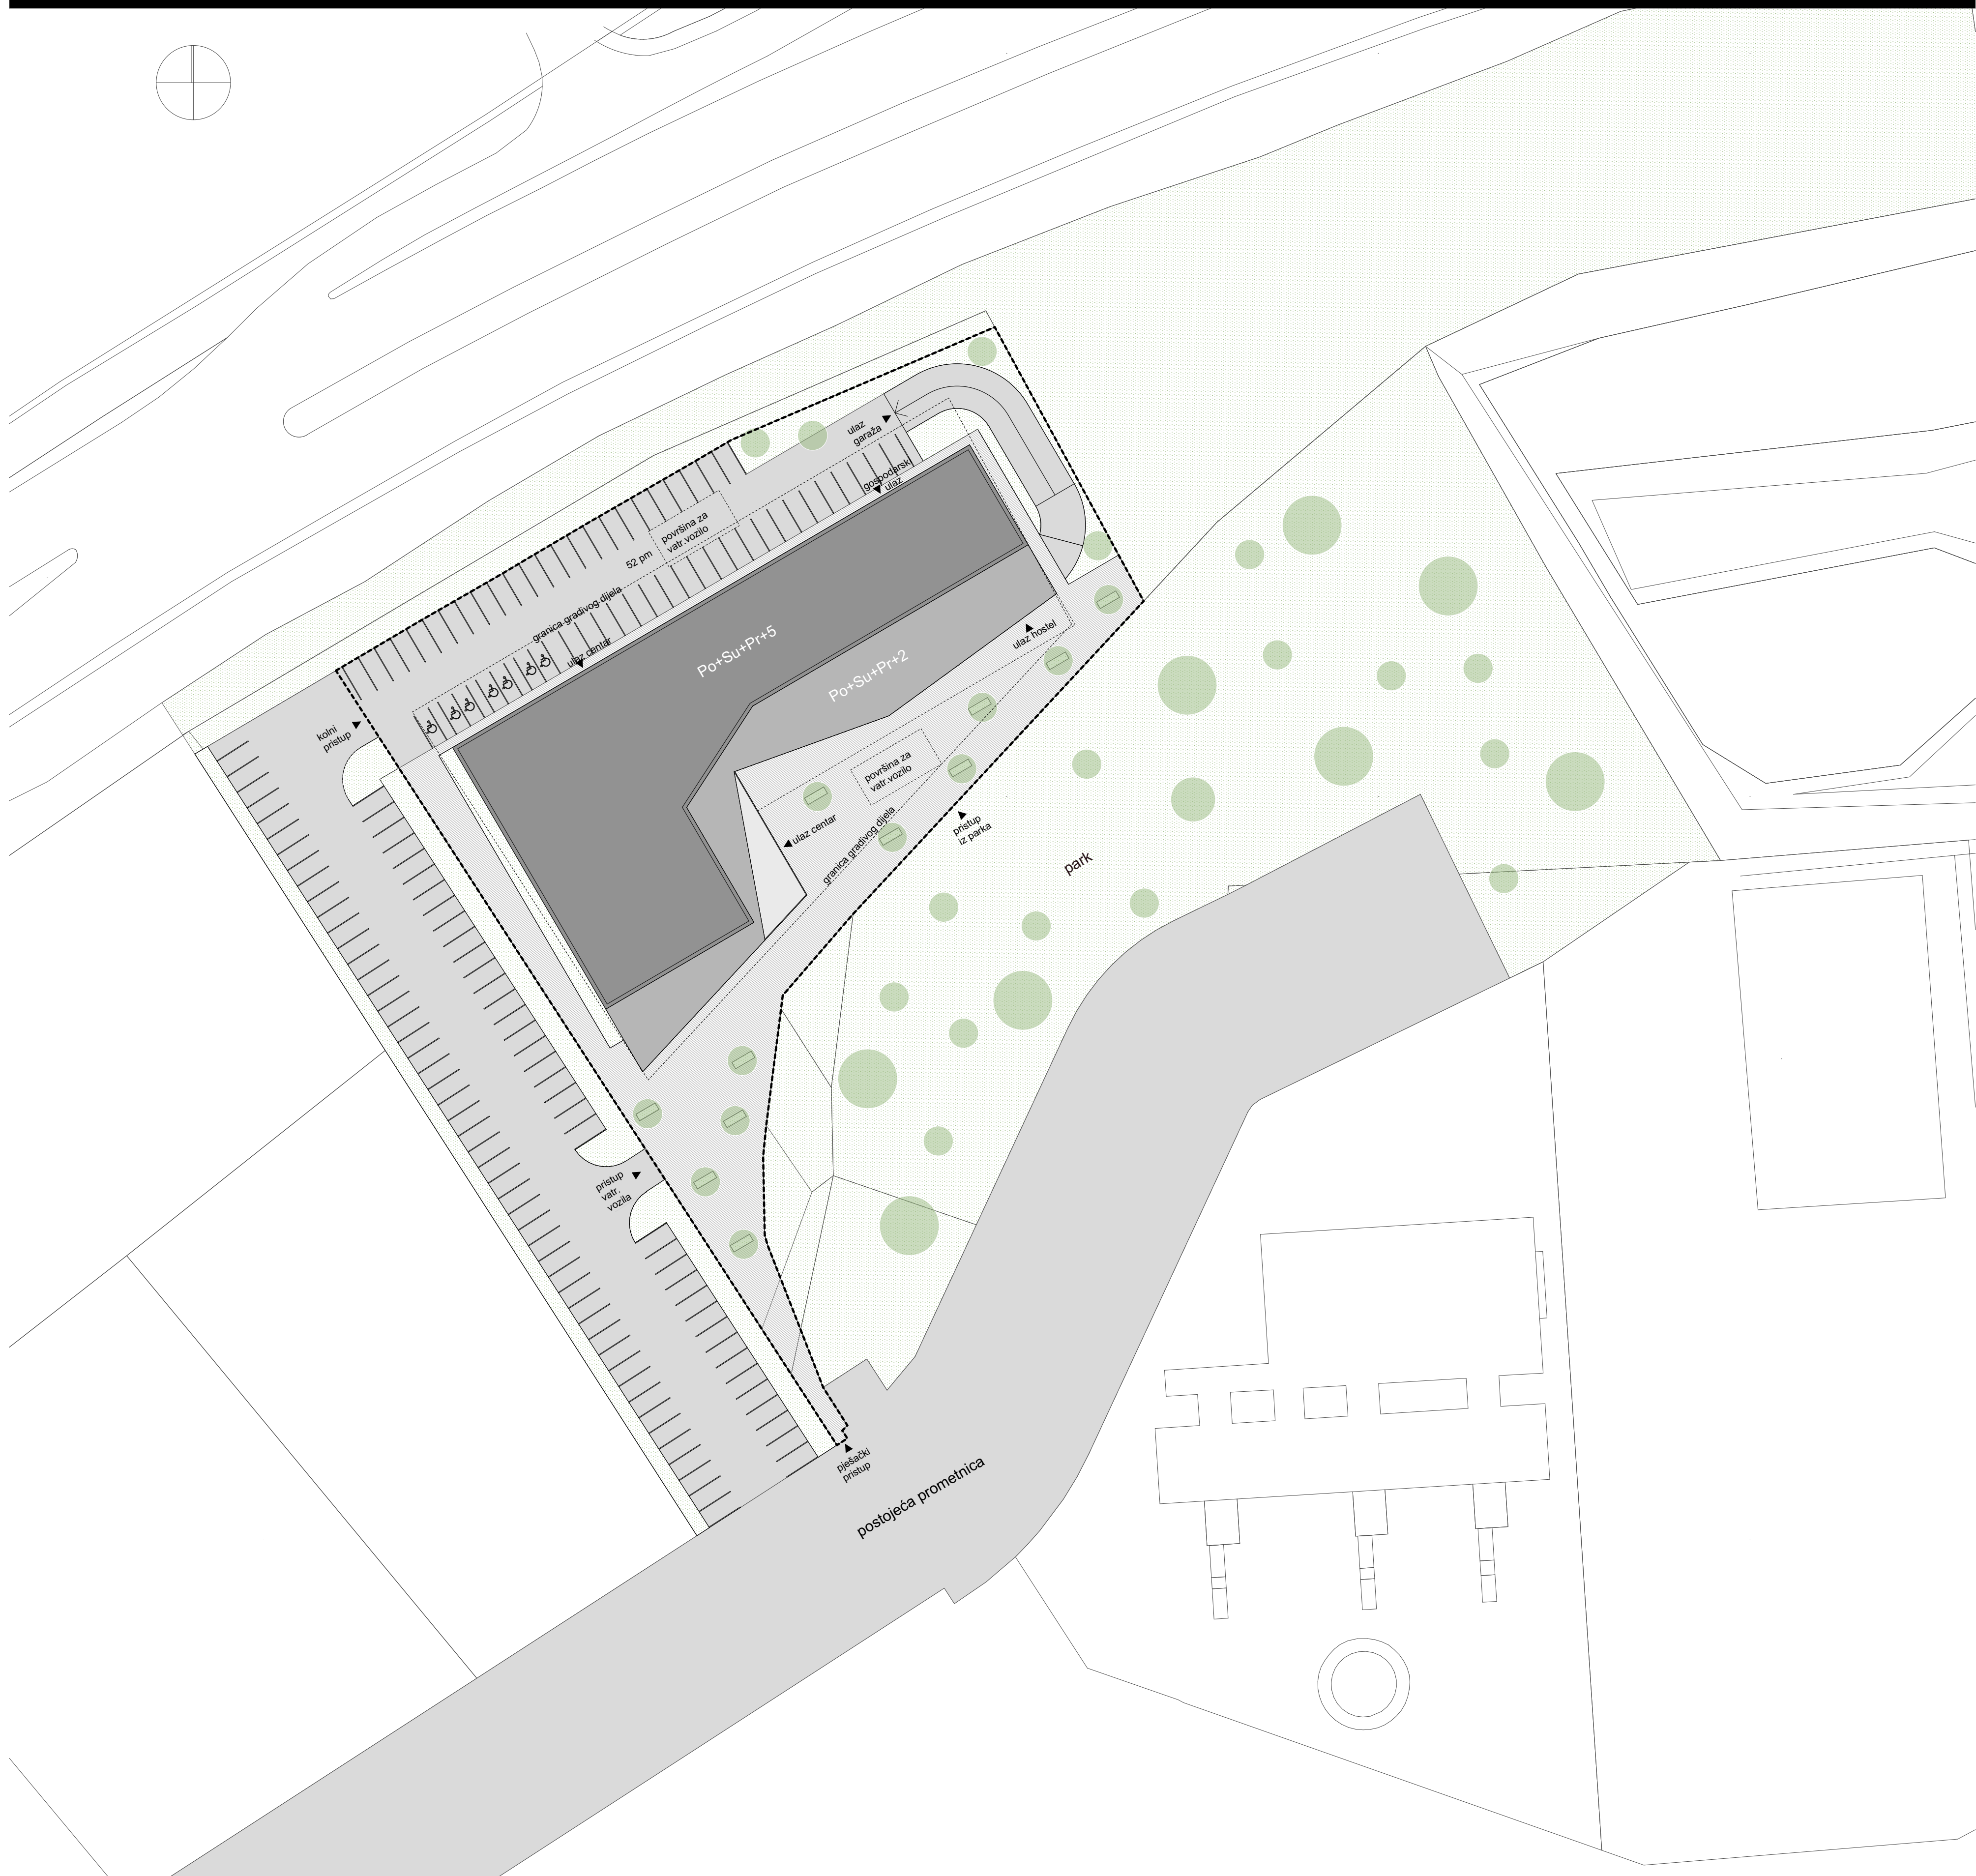 ulaz
garaža
gospodarski
ulaz
površina za
vatr.vozilo
52 pm
granica gradivog dijela
ulaz centar
Po+Su+Pr+5
ulaz hostel
Po+Su+Pr+2
kolni
pristup
površina za
vatr.vozilo
ulaz centar
granica gradivog dijela
pristup
iz parka
park
pristup
vatr.
vozila
pješački
pristup
postojeća prometnica